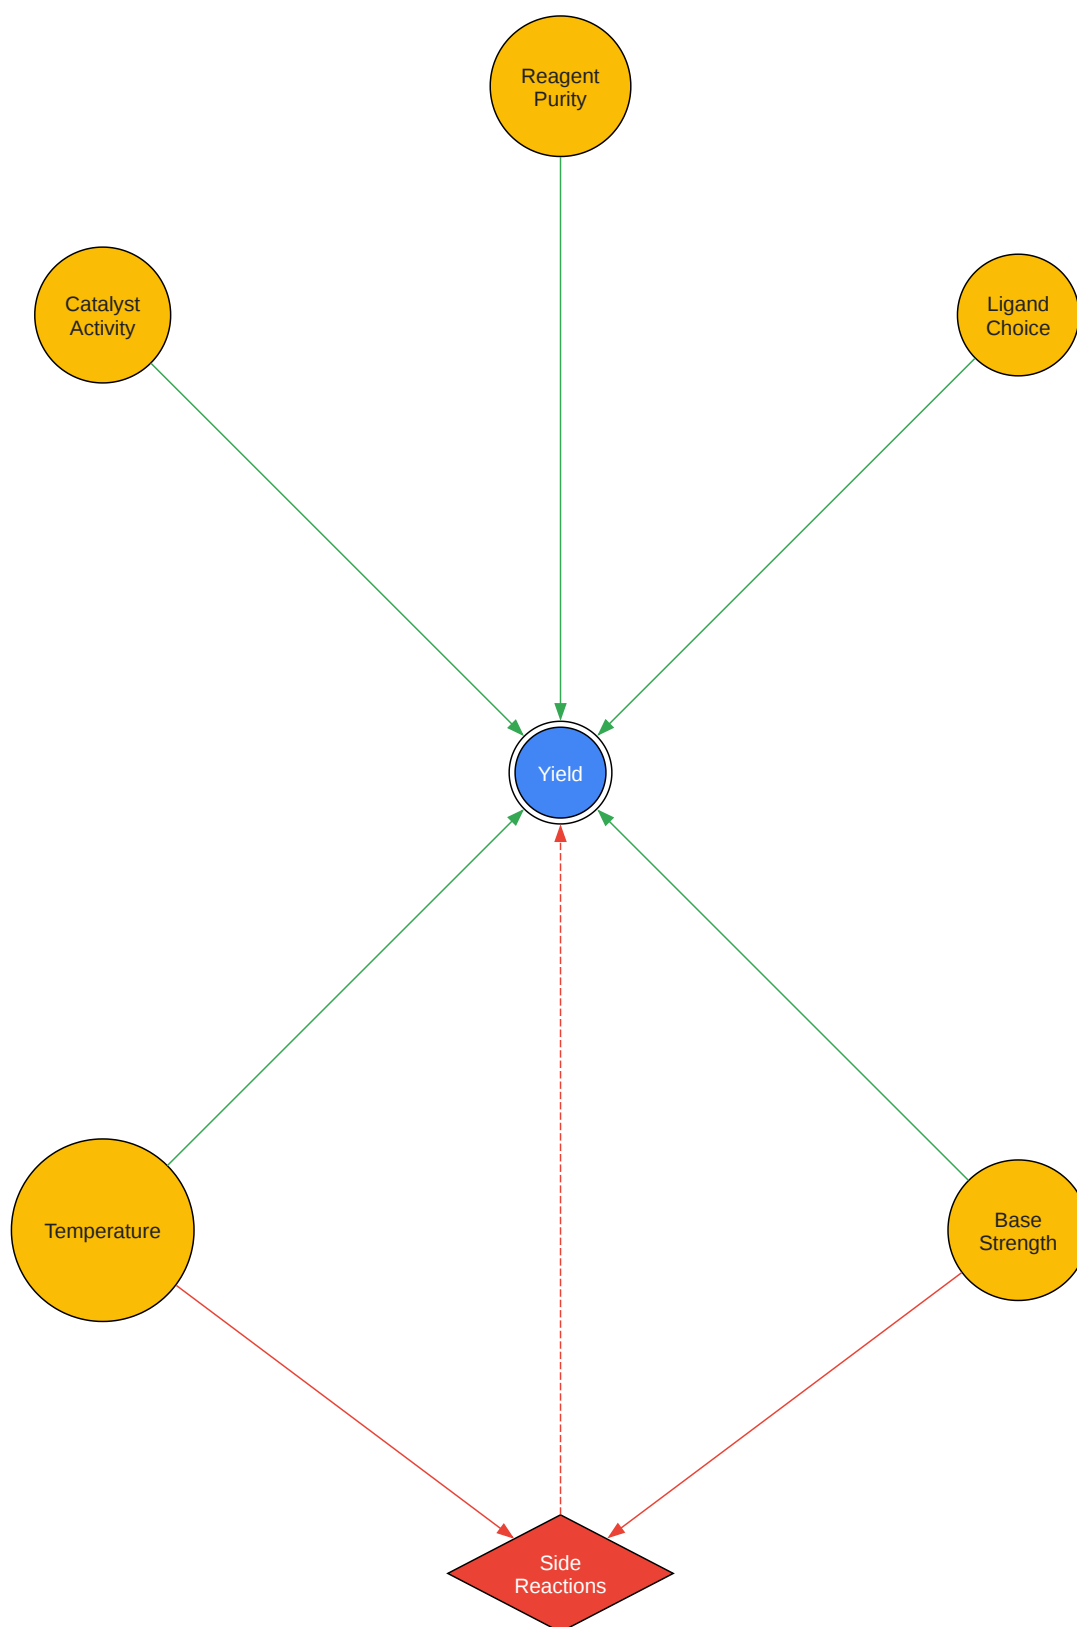 Reagent
Purity
Catalyst
Activity
Ligand
Choice
Yield
Temperature
Base
Strength
Side
Reactions